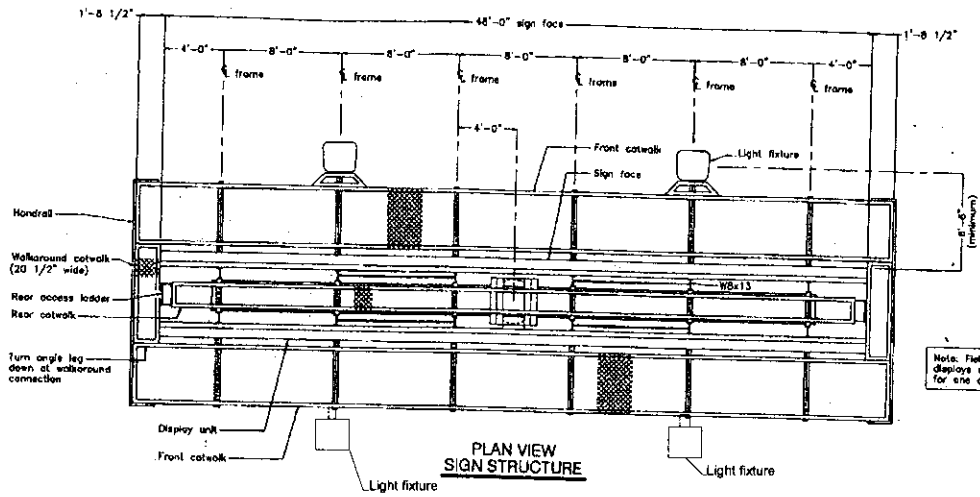 1'-8 1/2"
48'-0" sign face
1'-8 1/2"
4'-0" 8'-0" 8'-0" 8'-0" 8'-0" 8'-0" 4'-0"
℄ frame ℄ frame ℄ frame ℄ frame ℄ frame ℄ frame
4'-0"
Front catwalk
Light fixture
Sign face
8'-6"
(minimum)
Handrail
Walkaround catwalk
(20 1/2" wide)
W8x13
Rear access ladder
Rear catwalk
Turn angle leg
down at walkaround
connection
Note:
displays
for one
Display unit
Front catwalk
PLAN VIEW
SIGN STRUCTURE
Light fixture
Light fixture